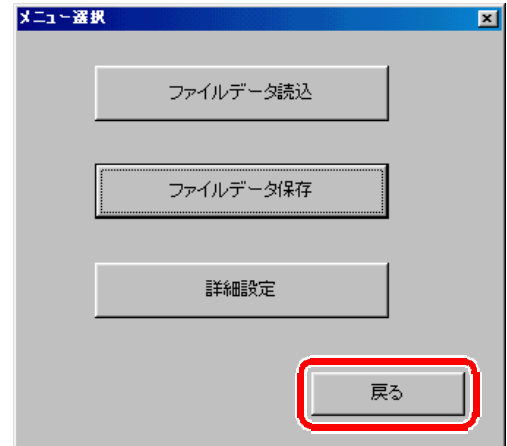 メニュー選択
ファイルデータ読込
ファイルデータ保存
詳細設定
戻る